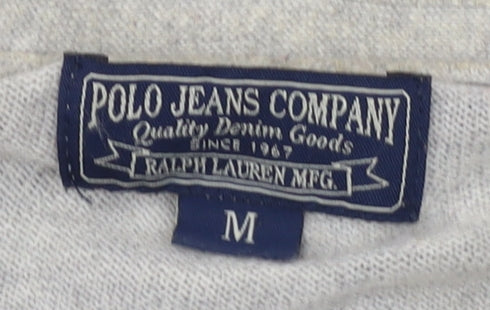 POLO JEANS COMPANY
Quality Denim Goods
SINCE 1967
RALPH LAUREN MFG.
M